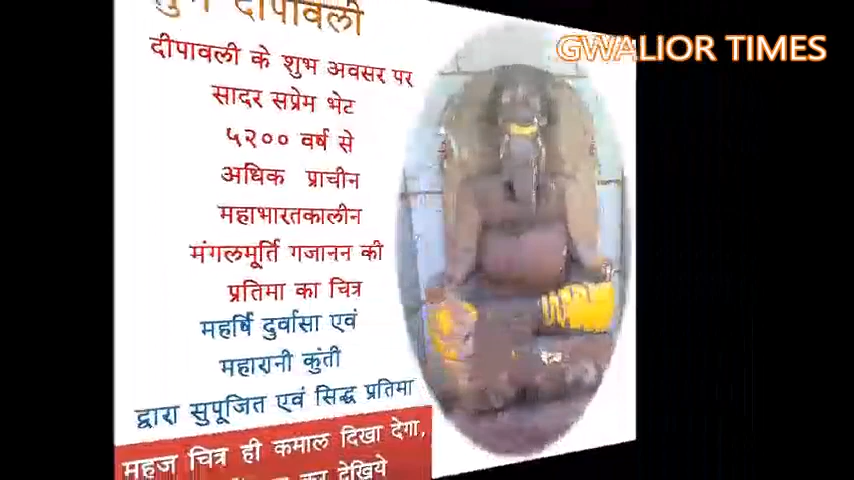 शुभ दीपावली
GWALIOR TIMES
दीपावली के शुभ अवसर पर
सादर सप्रेम भेट
५२०० वर्ष से
अधिक प्राचीन
महाभारतकालीन
मंगलमूर्ति गजानन की
प्रतिमा का चित्र
महर्षि दुर्वासा एवं
महारानी कुंती
द्वारा सुपूजित एवं सिद्ध प्रतिमा
महज चित्र ही कमाल दिखा देगा,
का देखिये